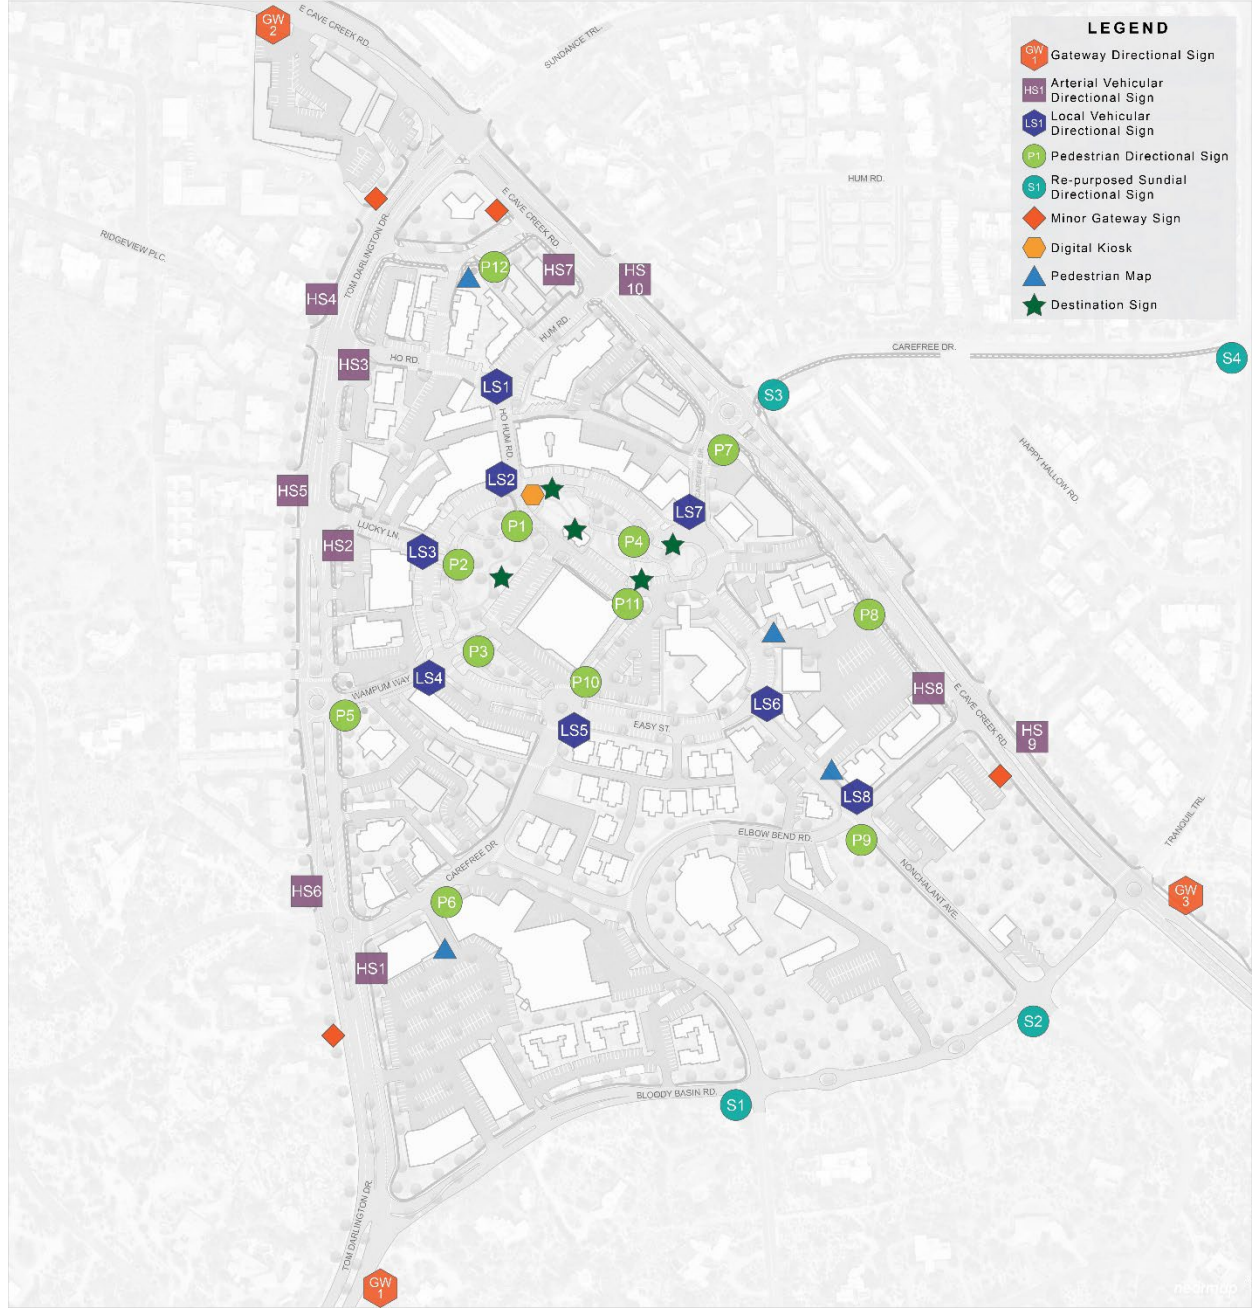 GW
2
E CAVE CREEK RD.
SUNDANCE TRL.
LEGEND
GW
1
Gateway Directional Sign
HS1
Arterial Vehicular
Directional Sign
LS1
Local Vehicular
Directional Sign
P1
Pedestrian Directional Sign
S1
Re-purposed Sundial
Directional Sign
Minor Gateway Sign
Digital Kiosk
Pedestrian Map
Destination Sign
HUM RD.
RIDGEVIEW PLC.
TOM DARLINGTON DR.
E CAVE CREEK RD.
P12
HS7
HS
10
HS4
HUM RD.
HO RD.
HS3
LS1
CAREFREE DR.
S4
S3
HO HUM RD.
P7
HAPPY HALLOW RD.
LS2
HS5
LS7
P1
LUCKY LN.
HS2
LS3
P4
P2
P11
P8
P3
LS4
WAMPUM WAY
P10
HS8
E CAVE CREEK RD.
P5
LS6
LS5
EASY ST.
HS
9
LS8
TRANQUIL TRL.
ELBOW BEND RD.
P9
CAREFREE DR.
NONCHALANT AVE.
HS6
P6
GW
3
HS1
S2
BLOODY BASIN RD.
S1
TOM DARLINGTON DR.
GW
1
nearmap